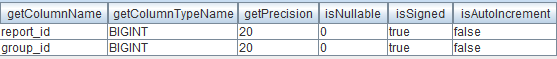 getColumnName getColumnTypeName getPrecision isNullable isSigned isAutoIncrement
report_id BIGINT 20 0 true false
group_id BIGINT 20 0 true false